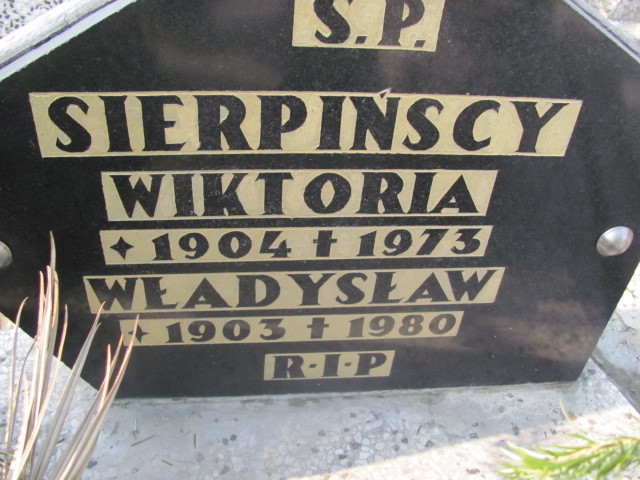 Ś.P.
SIERPIŃSCY
WIKTORIA
✦ 1904 ✝ 1973
WŁADYSŁAW
✦ 1903 ✝ 1980
R-I-P